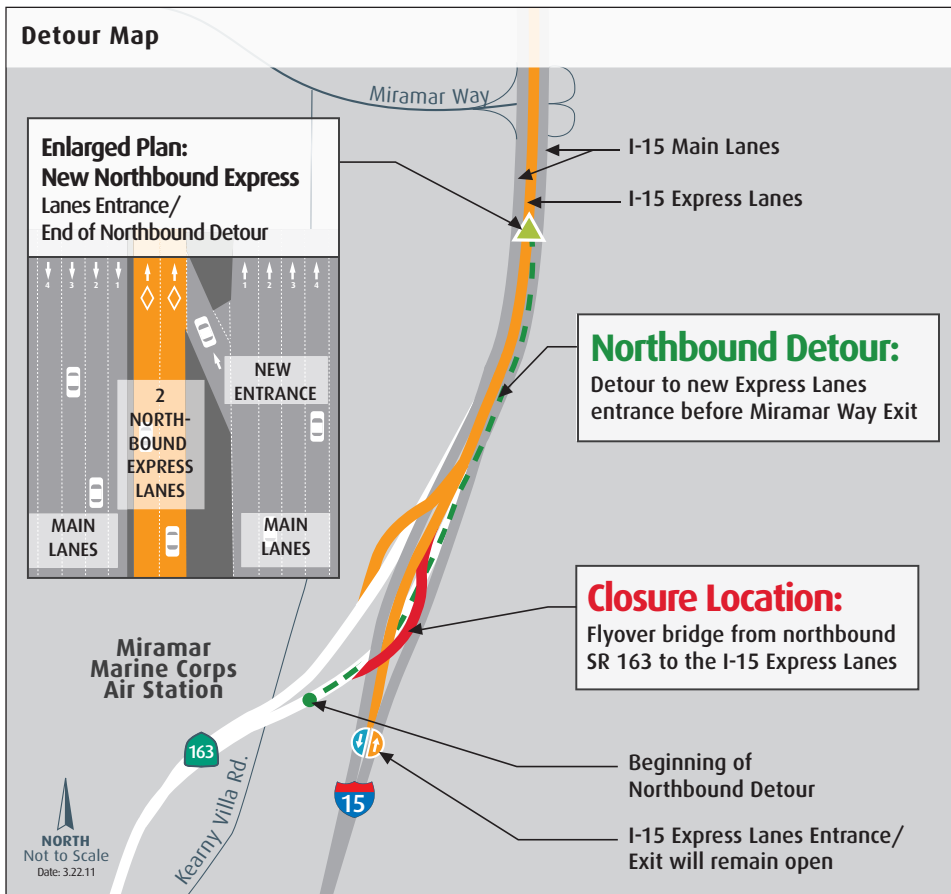 Detour Map
Miramar Way
Enlarged Plan:
New Northbound Express
Lanes Entrance/
End of Northbound Detour
4 3 2 1
1 2 3 4
NEW
ENTRANCE
2
NORTH-
BOUND
EXPRESS
LANES
MAIN
LANES
MAIN
LANES
I-15 Main Lanes
I-15 Express Lanes
Northbound Detour:
Detour to new Express Lanes
entrance before Miramar Way Exit
Closure Location:
Flyover bridge from northbound
SR 163 to the I-15 Express Lanes
Miramar
Marine Corps
Air Station
163
Kearny Villa Rd.
15
Beginning of
Northbound Detour
I-15 Express Lanes Entrance/
Exit will remain open
NORTH
Not to Scale
Date: 3.22.11